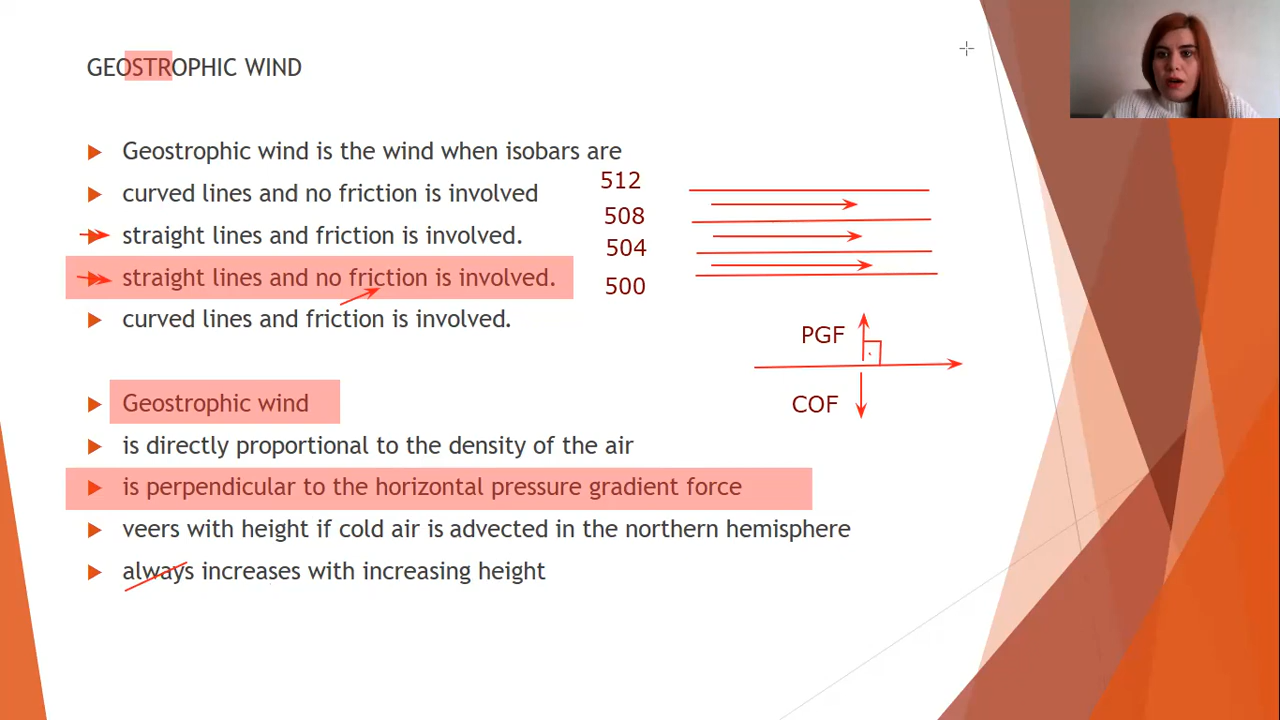 GEOSTROPHIC WIND
Geostrophic wind is the wind when isobars are
curved lines and no friction is involved
straight lines and friction is involved.
straight lines and no friction is involved.
curved lines and friction is involved.
512
508
504
500
PGF
COF
Geostrophic wind
is directly proportional to the density of the air
is perpendicular to the horizontal pressure gradient force
veers with height if cold air is advected in the northern hemisphere
always increases with increasing height